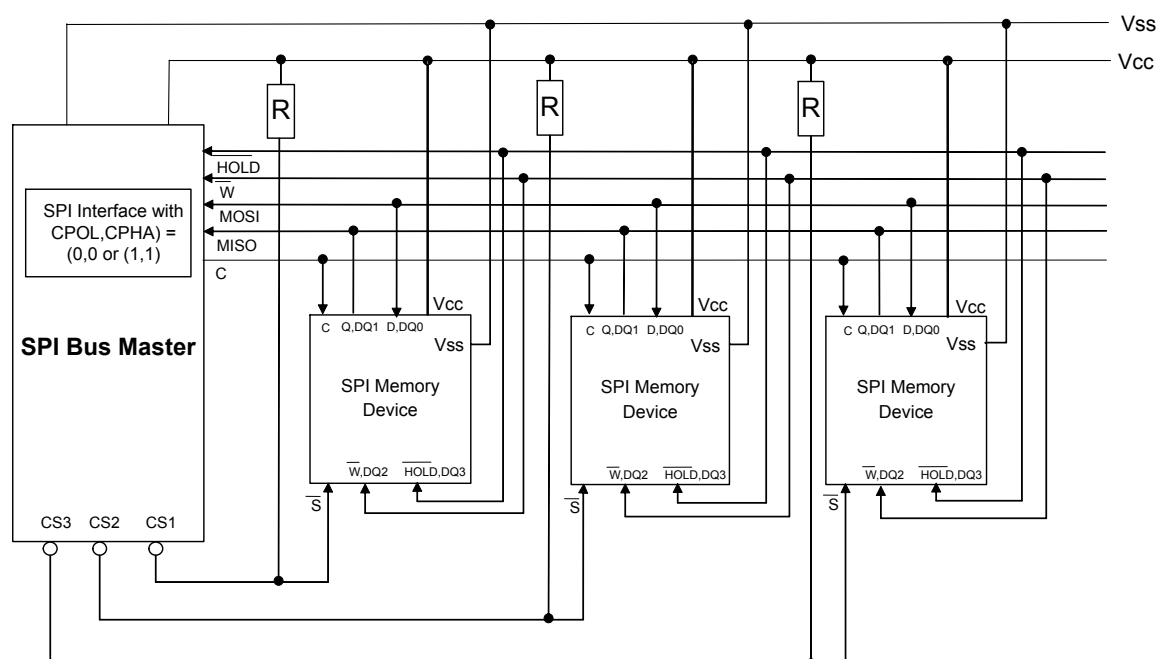 Vss
Vcc
R
R
R
HOLD
W
MOSI
MISO
C
SPI Interface with
CPOL,CPHA) =
(0,0 or (1,1)
SPI Bus Master
CS3
CS2
CS1
C
Q,DQ1
D,DQ0
Vcc
Vss
SPI Memory
Device
W,DQ2
HOLD,DQ3
S
C
Q,DQ1
D,DQ0
Vcc
Vss
SPI Memory
Device
W,DQ2
HOLD,DQ3
S
C
Q,DQ1
D,DQ0
Vcc
Vss
SPI Memory
Device
W,DQ2
HOLD,DQ3
S